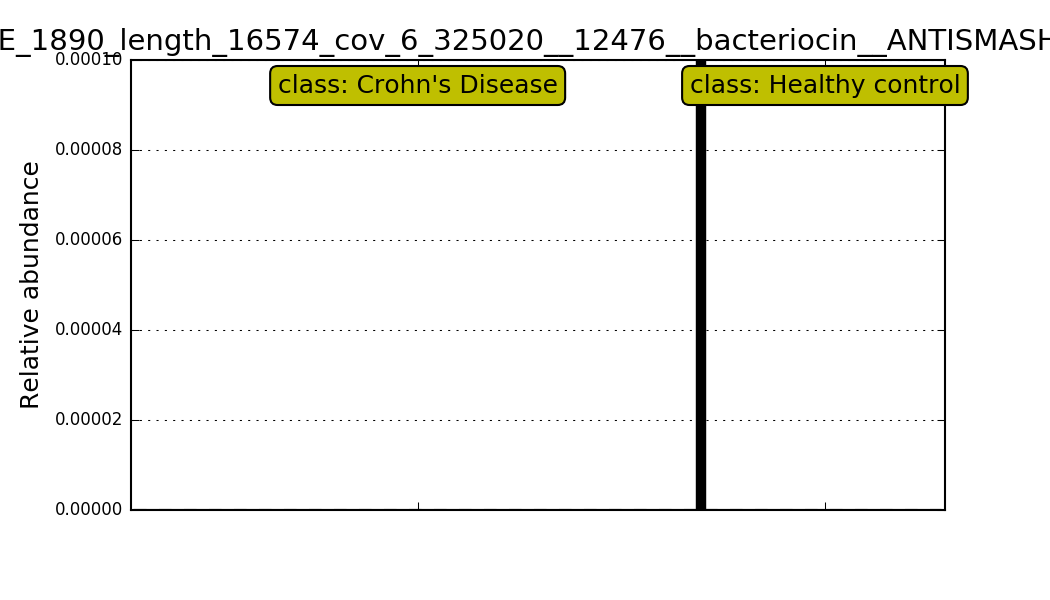 E_1890_length_16574_cov_6_325020__12476__bacteriocin__ANTISMASH
class: Crohn's Disease
class: Healthy control
Relative abundance
0.00010
0.00008
0.00006
0.00004
0.00002
0.00000